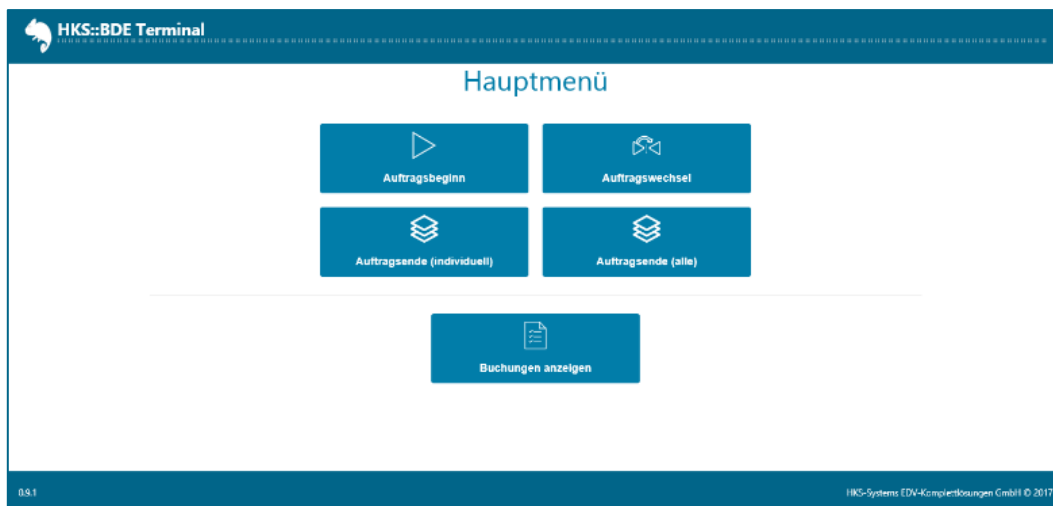 HKS::BDE Terminal
Hauptmenü
Auftragsbeginn
Auftragswechsel
Auftragsende (individuell)
Auftragsende (alle)
Buchungen anzeigen
0.9.1
HKS-Systems EDV-Komplettlösungen GmbH © 2017